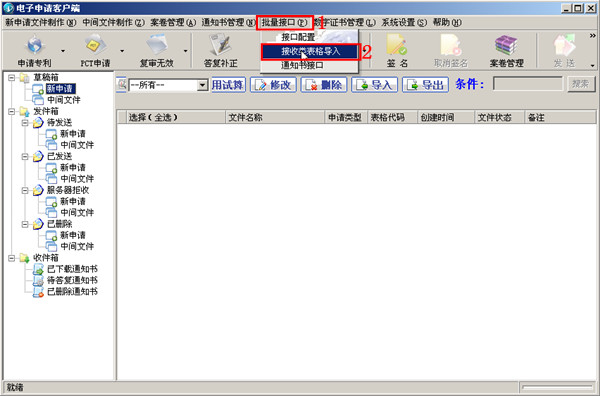 电子申请客户端
新申请文件制作(N) 中间文件制作(Z) 案卷管理(A) 通知书管理(N) 批量接口(P) 1 数字证书管理(L) 系统设置(S) 帮助(H)
接口配置
接收类表格导入 2
通知书接口
申请专利 PCT申请 复审无效 答复补正 签 名 取消签名 案卷管理 发 送
--所有-- 用试算 修改 删除 导入 导出 条件： 搜索
选择(全选) 文件名称 申请类型 表格代码 创建时间 文件状态 备注
草稿箱
新申请
中间文件
发件箱
待发送
新申请
中间文件
已发送
新申请
中间文件
服务器拒收
新申请
中间文件
已删除
新申请
中间文件
收件箱
已下载通知书
待答复通知书
已删除通知书
就绪